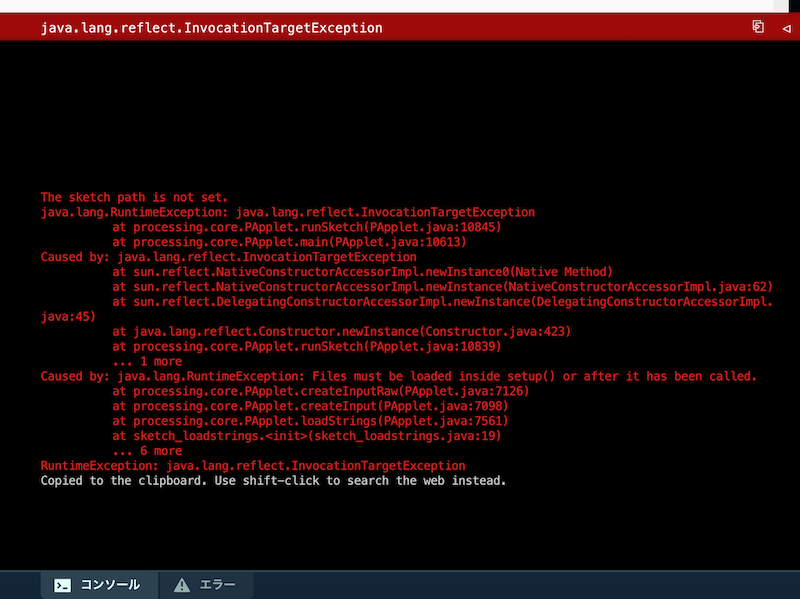 java.lang.reflect.InvocationTargetException
The sketch path is not set.
java.lang.RuntimeException: java.lang.reflect.InvocationTargetException
at processing.core.PApplet.runSketch(PApplet.java:10845)
at processing.core.PApplet.main(PApplet.java:10613)
Caused by: java.lang.reflect.InvocationTargetException
at sun.reflect.NativeConstructorAccessorImpl.newInstance0(Native Method)
at sun.reflect.NativeConstructorAccessorImpl.newInstance(NativeConstructorAccessorImpl.java:62)
at sun.reflect.DelegatingConstructorAccessorImpl.newInstance(DelegatingConstructorAccessorImpl.
java:45)
at java.lang.reflect.Constructor.newInstance(Constructor.java:423)
at processing.core.PApplet.runSketch(PApplet.java:10839)
... 1 more
Caused by: java.lang.RuntimeException: Files must be loaded inside setup() or after it has been called.
at processing.core.PApplet.createInputRaw(PApplet.java:7126)
at processing.core.PApplet.createInput(PApplet.java:7098)
at processing.core.PApplet.loadStrings(PApplet.java:7561)
at sketch_loadstrings.<init>(sketch_loadstrings.java:19)
... 6 more
RuntimeException: java.lang.reflect.InvocationTargetException
Copied to the clipboard. Use shift-click to search the web instead.
コンソール
エラー